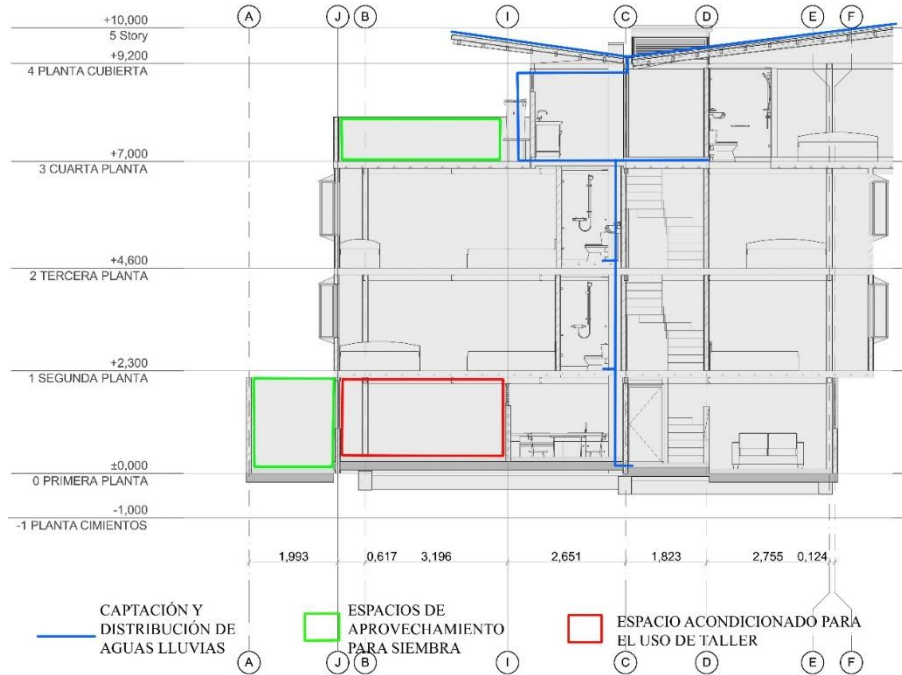 A J B I C D E F
+10,000
5 Story
+9,200
4 PLANTA CUBIERTA
+7,000
3 CUARTA PLANTA
+4,600
2 TERCERA PLANTA
+2,300
1 SEGUNDA PLANTA
±0,000
0 PRIMERA PLANTA
-1,000
-1 PLANTA CIMIENTOS
1,993 0,617 3,196 2,651 1,823 2,755 0,124
CAPTACIÓN Y
DISTRIBUCIÓN DE
AGUAS LLUVIAS
ESPACIOS DE
APROVECHAMIENTO
PARA SIEMBRA
ESPACIO ACONDICIONADO PARA
EL USO DE TALLER
A J B I C D E F